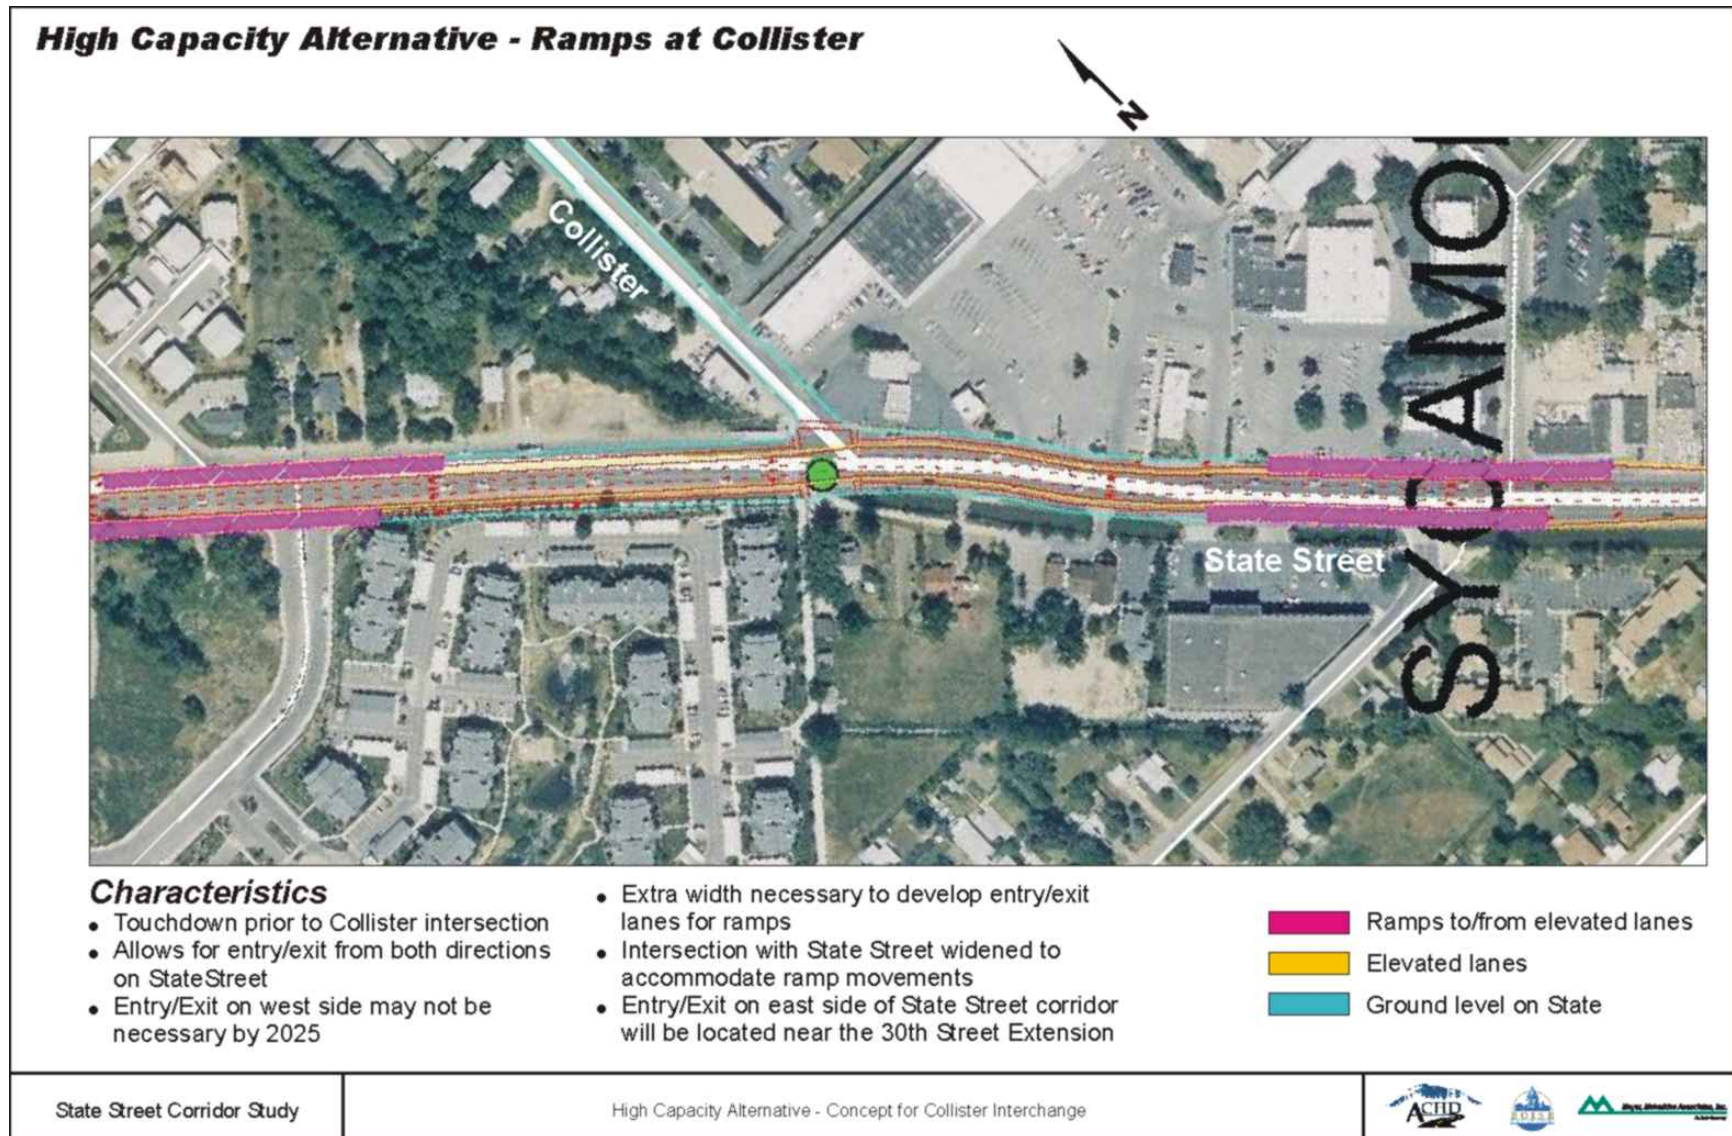 High Capacity Alternative - Ramps at Collister
N
Collister
SYCAMO
State Street
Characteristics
• Touchdown prior to Collister intersection
• Allows for entry/exit from both directions
on StateStreet
• Entry/Exit on west side may not be
necessary by 2025
• Extra width necessary to develop entry/exit
lanes for ramps
• Intersection with State Street widened to
accommodate ramp movements
• Entry/Exit on east side of State Street corridor
will be located near the 30th Street Extension
Ramps to/from elevated lanes
Elevated lanes
Ground level on State
State Street Corridor Study
High Capacity Alternative - Concept for Collister Interchange
ACHD
BOISE